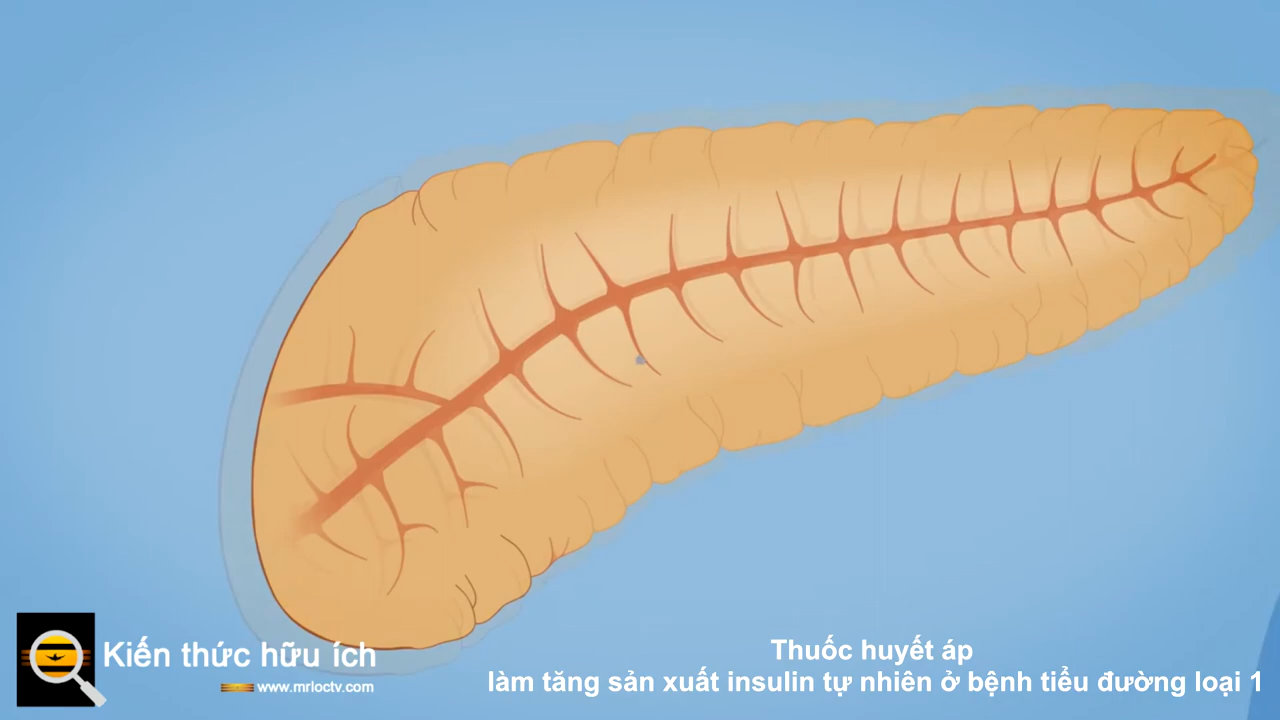 Kiến thức hữu ích
www.mrloctv.com
Thuốc huyết áp
làm tăng sản xuất insulin tự nhiên ở bệnh tiểu đường loại 1